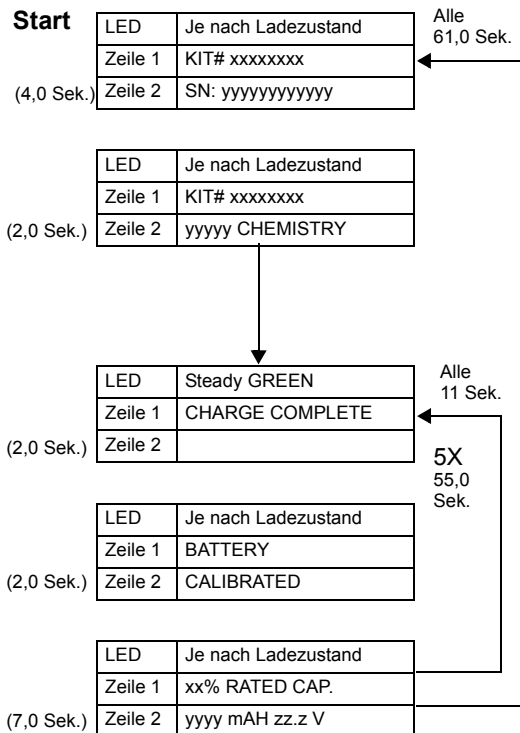 Start
Alle
61,0 Sek.
LED Je nach Ladezustand
Zeile 1 KIT# xxxxxxxx
(4,0 Sek.) Zeile 2 SN: yyyyyyyyyyyy
LED Je nach Ladezustand
Zeile 1 KIT# xxxxxxxx
(2,0 Sek.) Zeile 2 yyyyy CHEMISTRY
LED Steady GREEN
Zeile 1 CHARGE COMPLETE
(2,0 Sek.) Zeile 2
Alle
11 Sek.
5X
55,0
Sek.
LED Je nach Ladezustand
Zeile 1 BATTERY
(2,0 Sek.) Zeile 2 CALIBRATED
LED Je nach Ladezustand
Zeile 1 xx% RATED CAP.
(7,0 Sek.) Zeile 2 yyyy mAH zz.z V